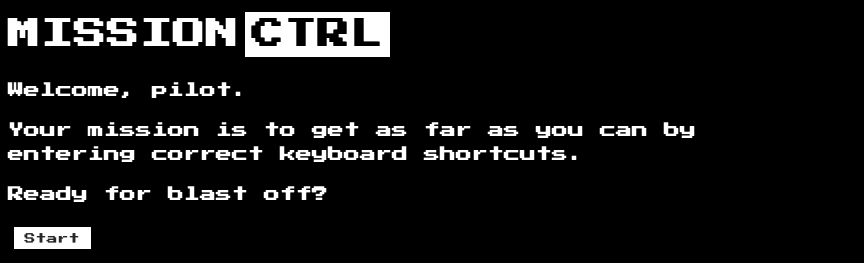 MISSION CTRL
Welcome, pilot.
Your mission is to get as far as you can by
entering correct keyboard shortcuts.
Ready for blast off?
Start